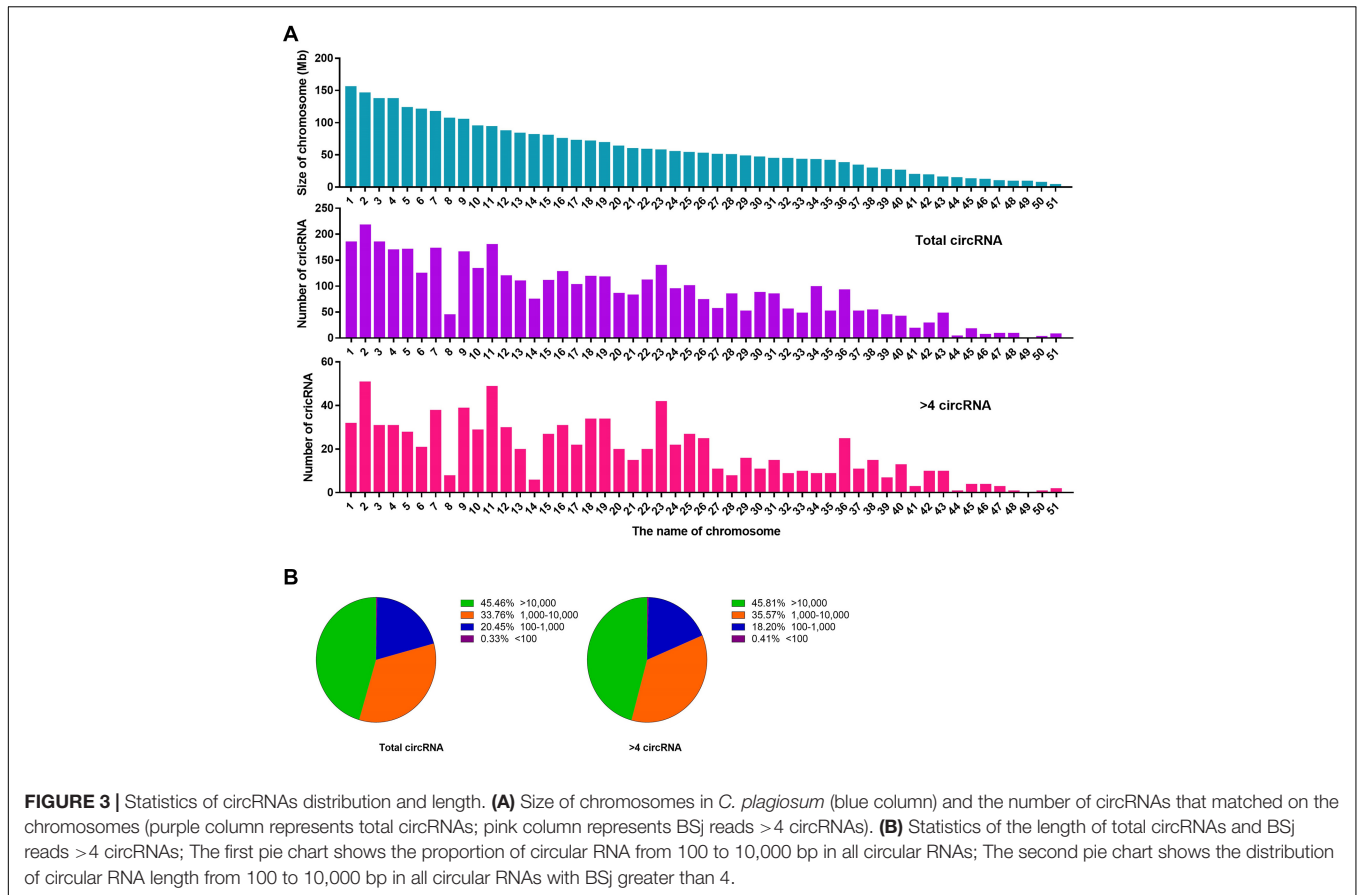 A
Size of chromosome (Mb)
200
150
100
50
0
1 2 3 4 5 6 7 8 9 10 11 12 13 14 15 16 17 18 19 20 21 22 23 24 25 26 27 28 29 30 31 32 33 34 35 36 37 38 39 40 41 42 43 44 45 46 47 48 49 50 51
Number of cricRNA
250
200
150
100
50
0
Total circRNA
1 2 3 4 5 6 7 8 9 10 11 12 13 14 15 16 17 18 19 20 21 22 23 24 25 26 27 28 29 30 31 32 33 34 35 36 37 38 39 40 41 42 43 44 45 46 47 48 49 50 51
Number of cricRNA
60
40
20
0
>4 circRNA
1 2 3 4 5 6 7 8 9 10 11 12 13 14 15 16 17 18 19 20 21 22 23 24 25 26 27 28 29 30 31 32 33 34 35 36 37 38 39 40 41 42 43 44 45 46 47 48 49 50 51
The name of chromosome
B
45.46% >10,000
33.76% 1,000-10,000
20.45% 100-1,000
0.33% <100
Total circRNA
45.81% >10,000
35.57% 1,000-10,000
18.20% 100-1,000
0.41% <100
>4 circRNA
FIGURE 3 | Statistics of circRNAs distribution and length. (A) Size of chromosomes in C. plagiosum (blue column) and the number of circRNAs that matched on the
chromosomes (purple column represents total circRNAs; pink column represents BSj reads >4 circRNAs). (B) Statistics of the length of total circRNAs and BSj
reads >4 circRNAs; The first pie chart shows the proportion of circular RNA from 100 to 10,000 bp in all circular RNAs; The second pie chart shows the distribution
of circular RNA length from 100 to 10,000 bp in all circular RNAs with BSj greater than 4.